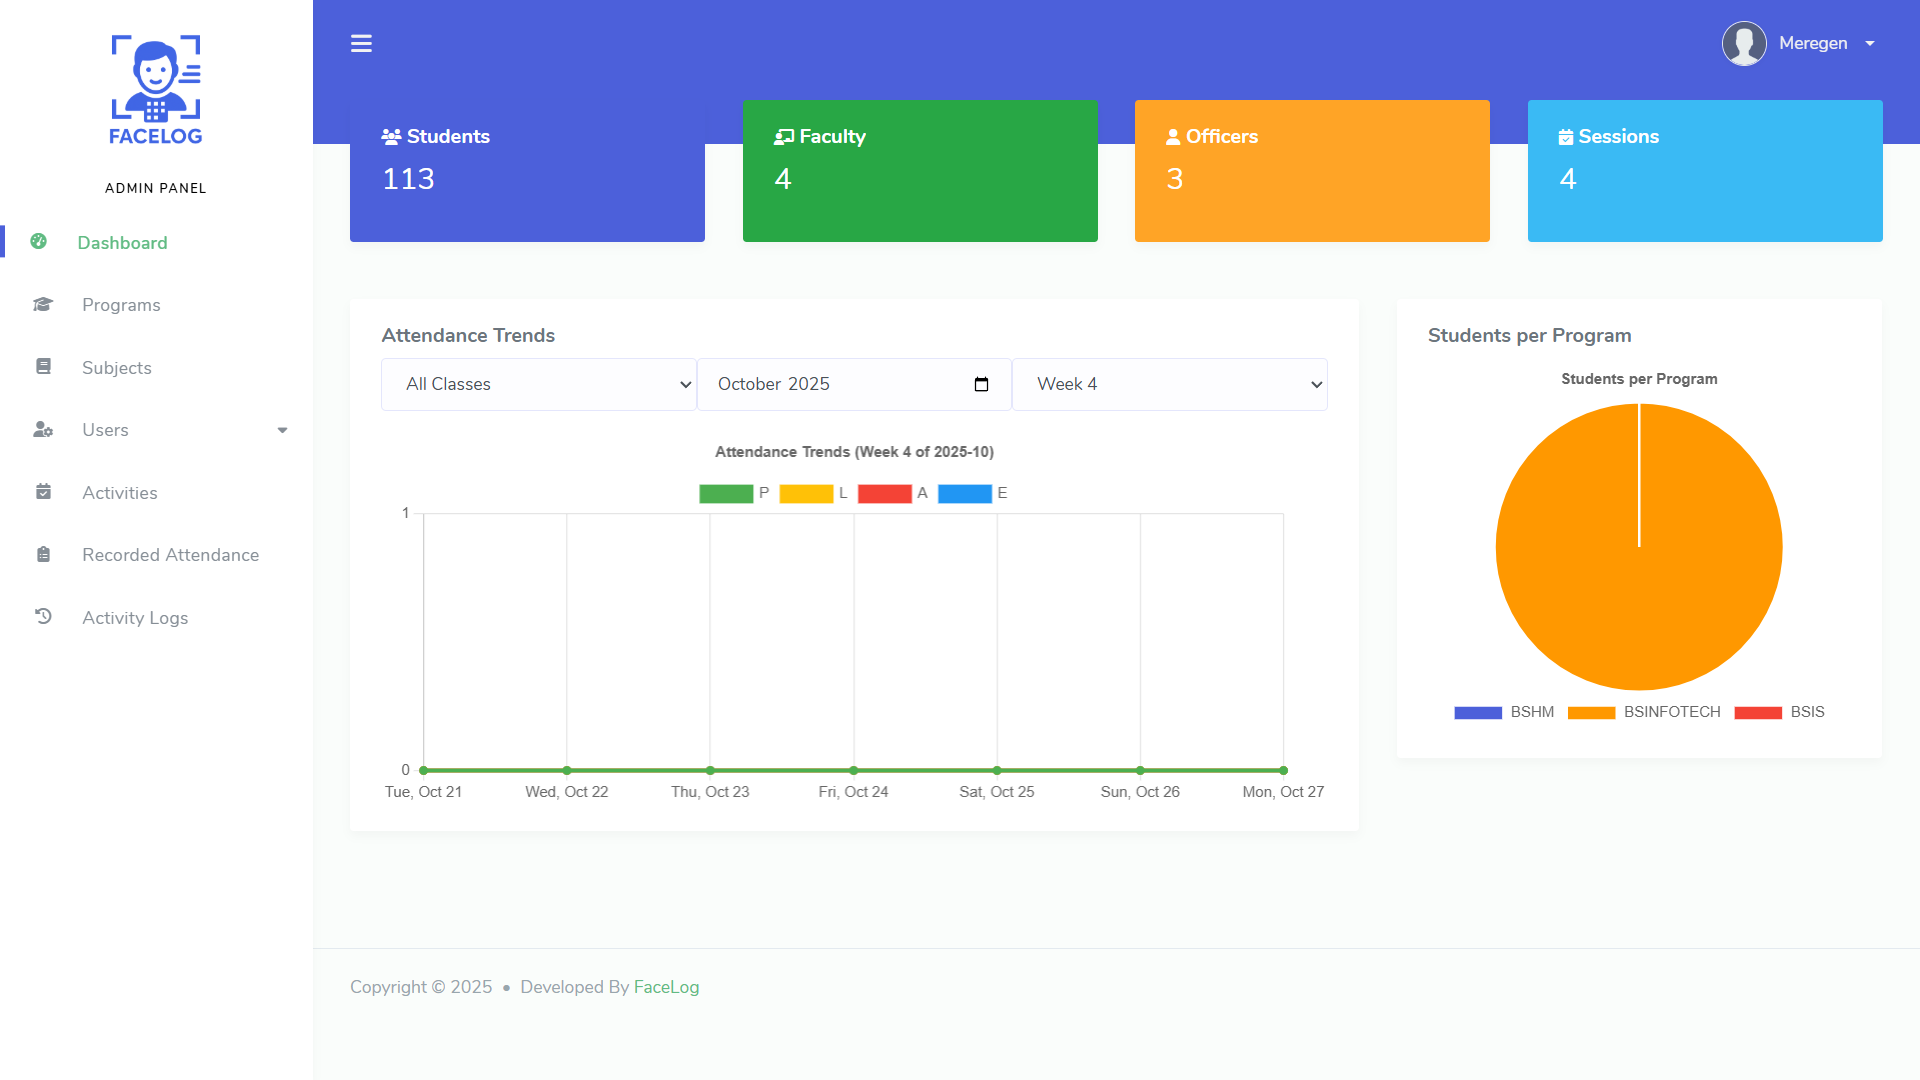 FACELOG
ADMIN PANEL
Dashboard
Programs
Subjects
Users
Activities
Recorded Attendance
Activity Logs
Meregen
Students
113
Faculty
4
Officers
3
Sessions
4
Attendance Trends
All Classes
October 2025
Week 4
Attendance Trends (Week 4 of 2025-10)
P L A E
1
0
Tue, Oct 21 Wed, Oct 22 Thu, Oct 23 Fri, Oct 24 Sat, Oct 25 Sun, Oct 26 Mon, Oct 27
Students per Program
Students per Program
BSHM BSINFOTECH BSIS
Copyright © 2025 • Developed By FaceLog